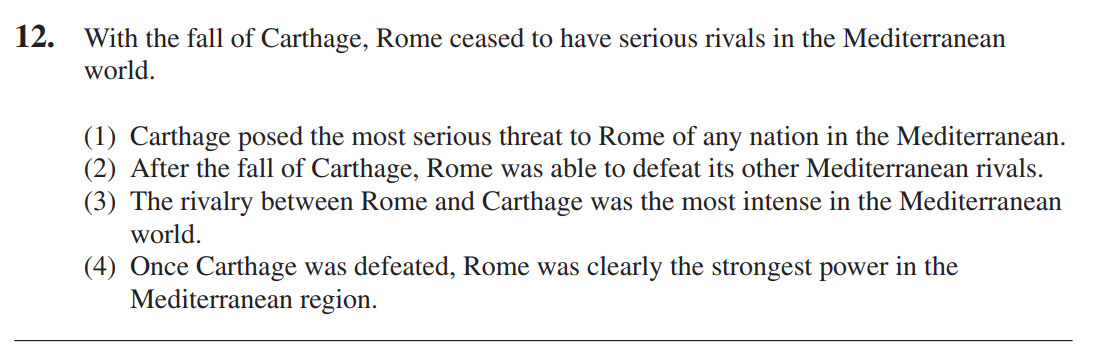 12. With the fall of Carthage, Rome ceased to have serious rivals in the Mediterranean
world.
(1) Carthage posed the most serious threat to Rome of any nation in the Mediterranean.
(2) After the fall of Carthage, Rome was able to defeat its other Mediterranean rivals.
(3) The rivalry between Rome and Carthage was the most intense in the Mediterranean
world.
(4) Once Carthage was defeated, Rome was clearly the strongest power in the
Mediterranean region.